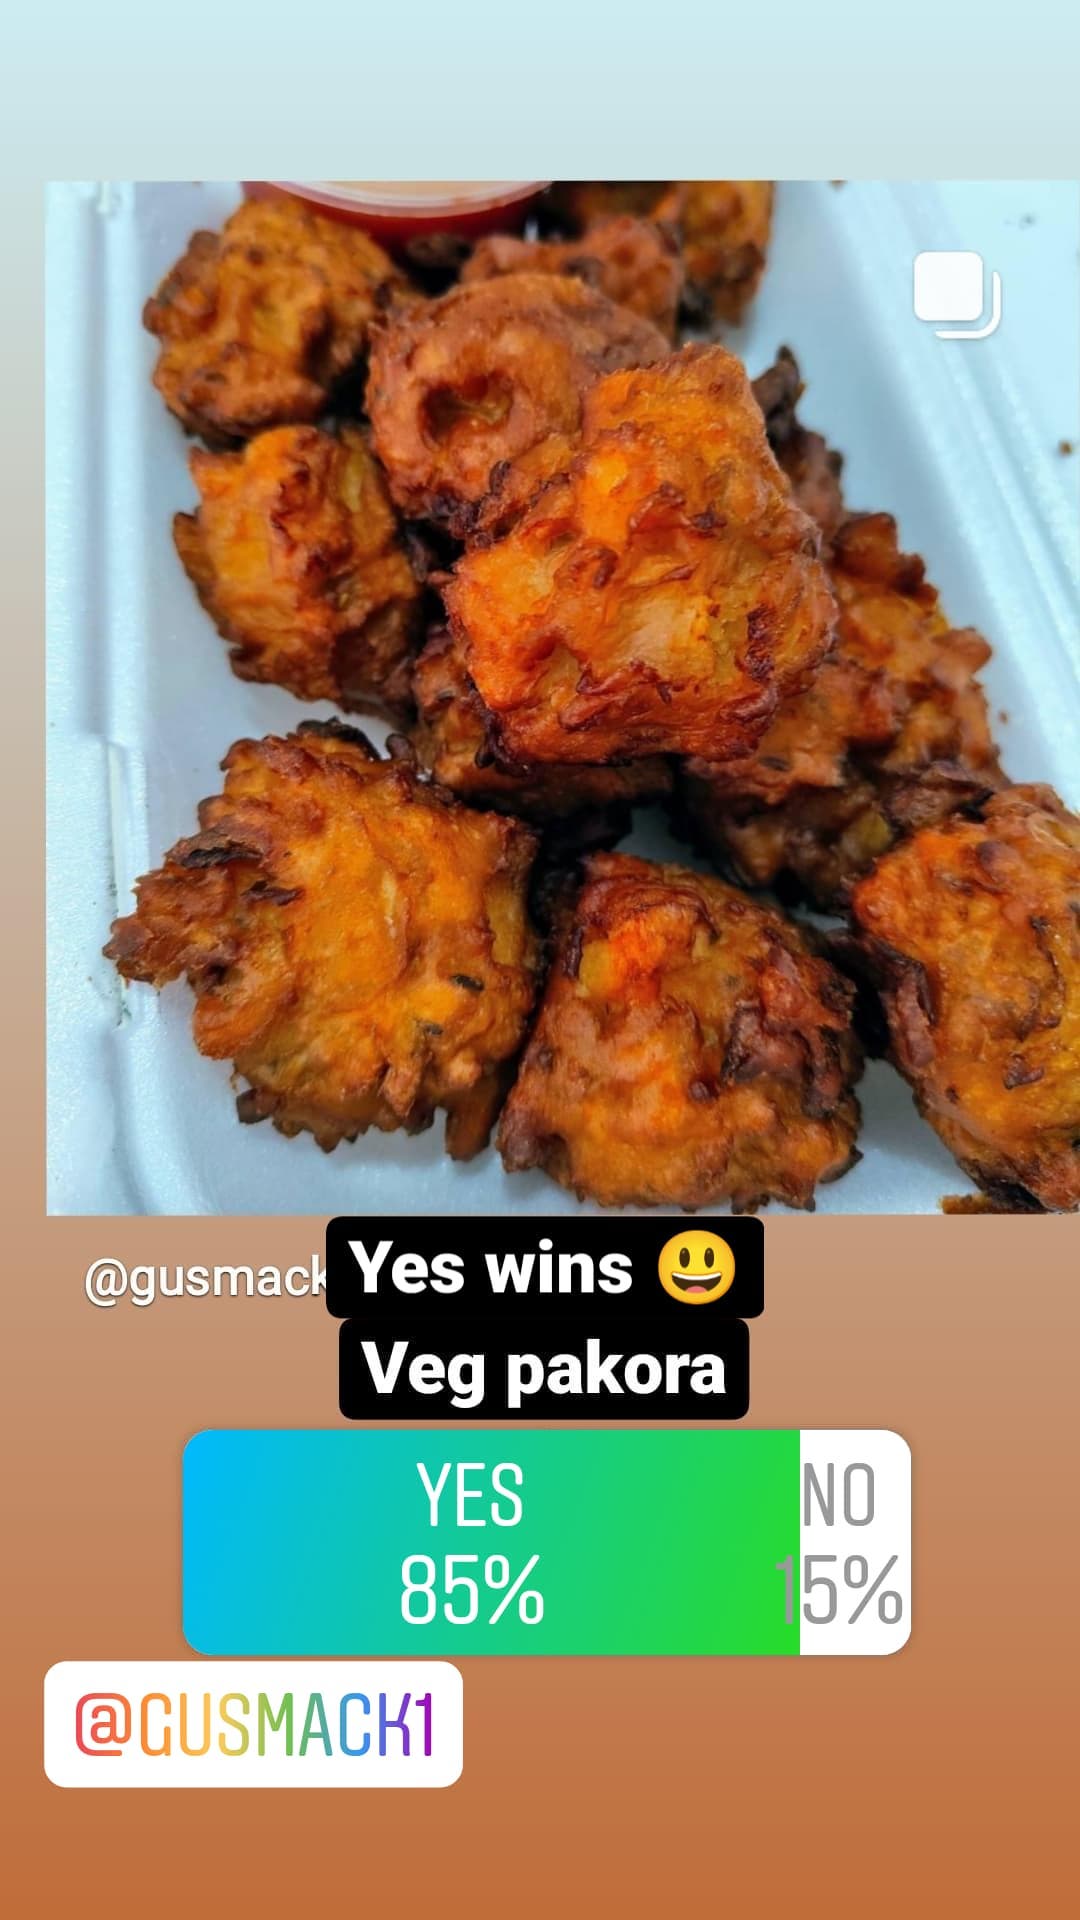 @gusmack
Yes wins 😃
Veg pakora
YES
85%
NO
15%
@GUSMACK1